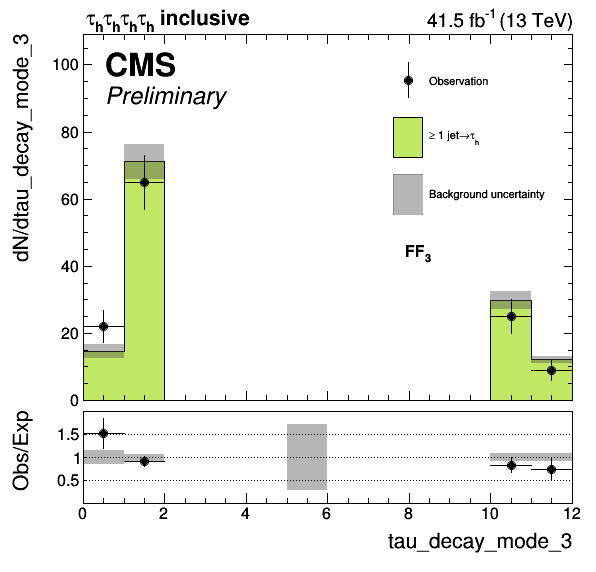 τhτhτhτh inclusive 41.5 fb⁻¹ (13 TeV)
CMS
Preliminary
Observation
≥ 1 jet→τh
Background uncertainty
FF3
dN/dtau_decay_mode_3
100
80
60
40
20
0
Obs/Exp
1.5
1
0.5
0 2 4 6 8 10 12
tau_decay_mode_3